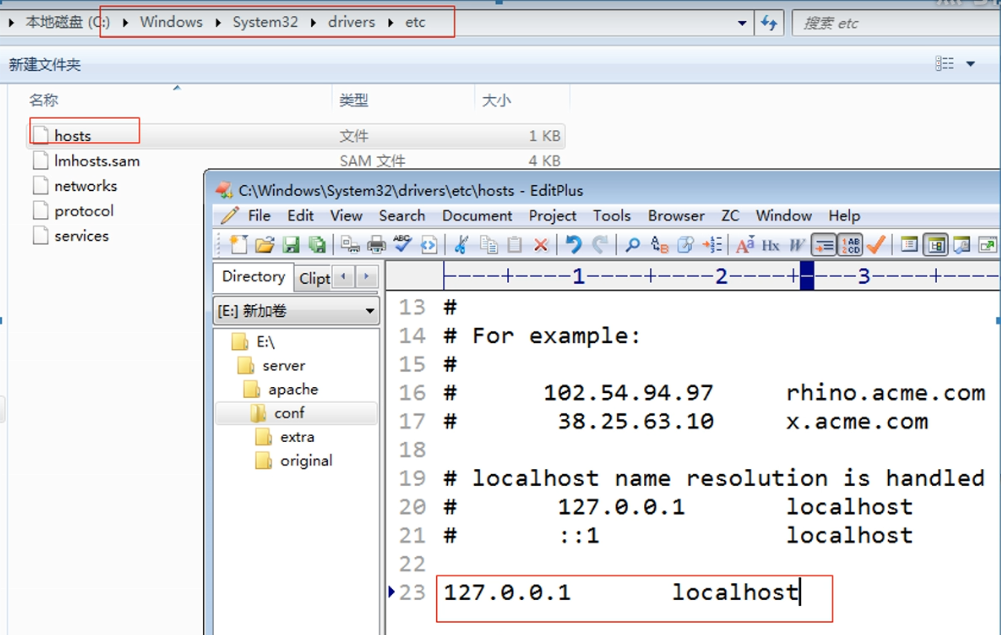 本地磁盘 (C:) ▸ Windows ▸ System32 ▸ drivers ▸ etc
搜索 etc
新建文件夹
名称 类型 大小
hosts 文件 1 KB
lmhosts.sam SAM 文件 4 KB
networks
protocol
services
C:\Windows\System32\drivers\etc\hosts - EditPlus
File Edit View Search Document Project Tools Browser ZC Window Help
Directory Clipt
[E:] 新加卷
E:\
server
apache
conf
extra
original
----+----1----+----2----+----3----+--
13 #
14 # For example:
15 #
16 # 102.54.94.97 rhino.acme.com
17 # 38.25.63.10 x.acme.com
18
19 # localhost name resolution is handled
20 # 127.0.0.1 localhost
21 # ::1 localhost
22
23 127.0.0.1 localhost